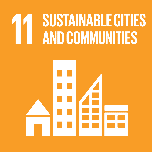 11 SUSTAINABLE CITIES
AND COMMUNITIES